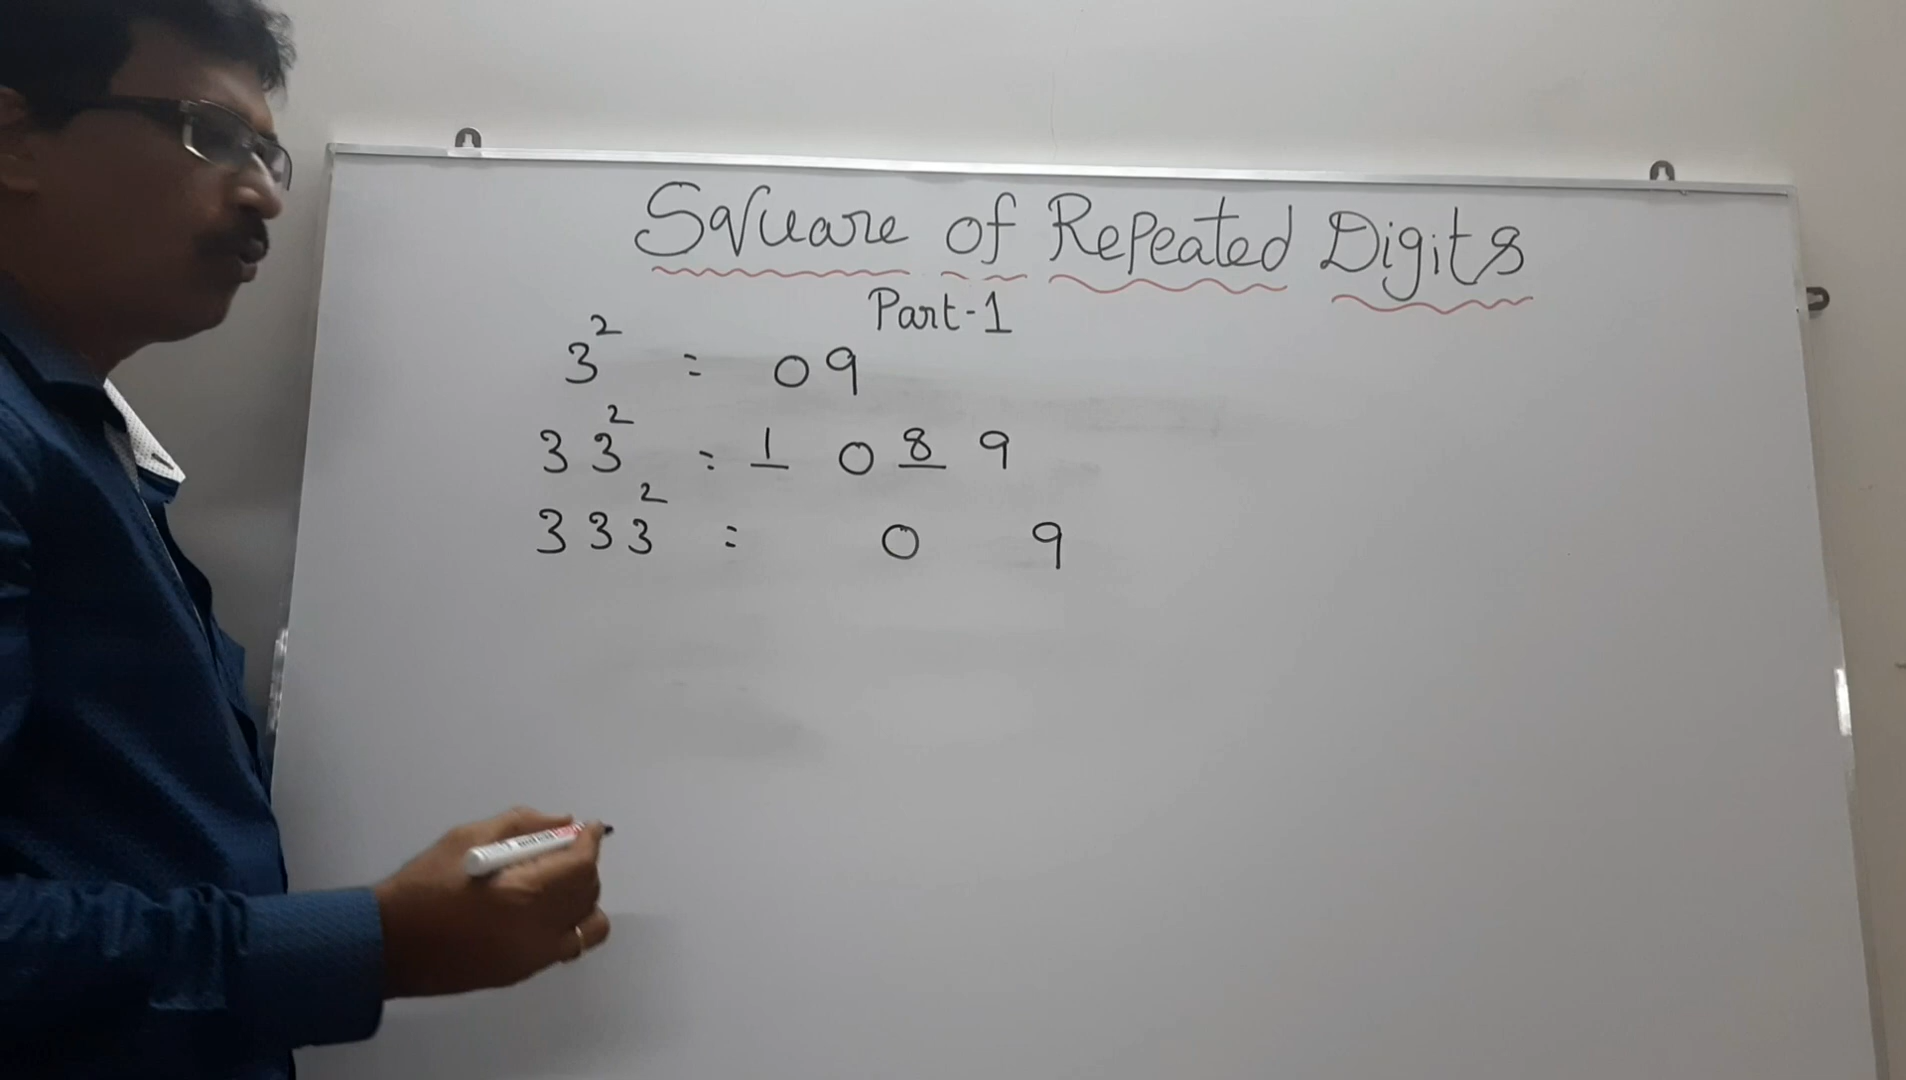 Square of Repeated Digits
Part-1
3² = 09
33² = 1 0 8 9
333² = 0 9